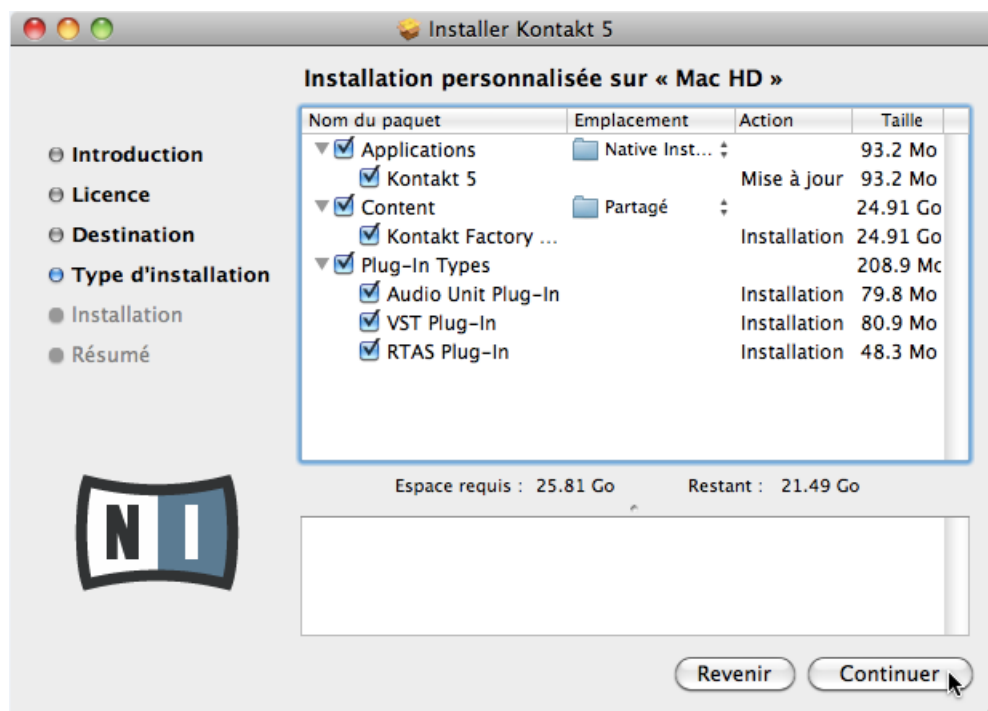 Installer Kontakt 5
Installation personnalisée sur « Mac HD »
Introduction
Licence
Destination
Type d'installation
Installation
Résumé
Nom du paquet Emplacement Action Taille
Applications Native Inst... 93.2 Mo
Kontakt 5 Mise à jour 93.2 Mo
Content Partagé 24.91 Go
Kontakt Factory ... Installation 24.91 Go
Plug-In Types 208.9 Mo
Audio Unit Plug-In Installation 79.8 Mo
VST Plug-In Installation 80.9 Mo
RTAS Plug-In Installation 48.3 Mo
Espace requis : 25.81 Go Restant : 21.49 Go
NI
Revenir Continuer